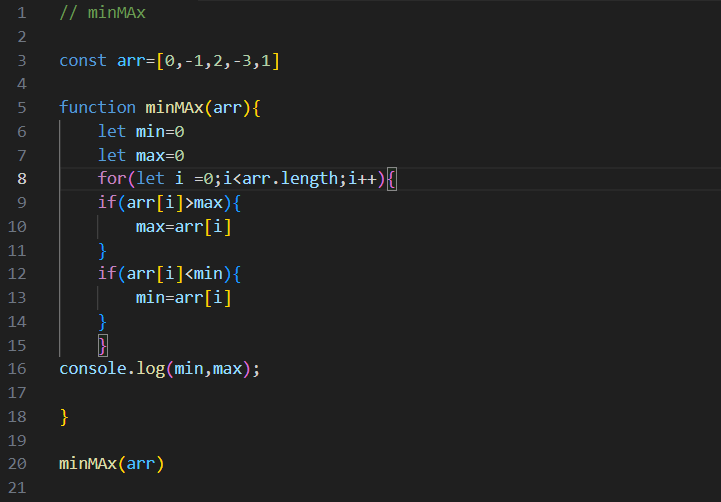 1 // minMAx
2
3 const arr=[0,-1,2,-3,1]
4
5 function minMAx(arr){
6 let min=0
7 let max=0
8 for(let i =0;i<arr.length;i++){
9 if(arr[i]>max){
10 max=arr[i]
11 }
12 if(arr[i]<min){
13 min=arr[i]
14 }
15 }
16 console.log(min,max);
17
18 }
19
20 minMAx(arr)
21